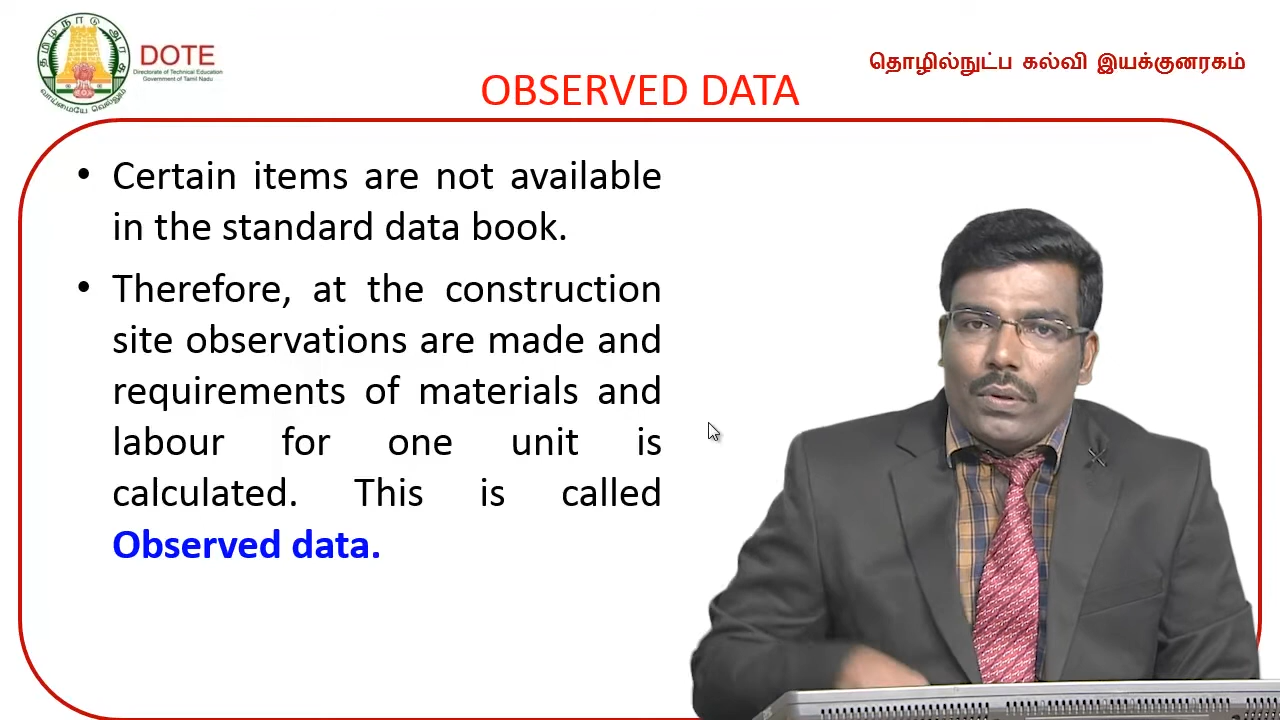 DOTE
Directorate of Technical Education
Government of Tamil Nadu
தொழில்நுட்ப கல்வி இயக்குனரகம்
OBSERVED DATA
• Certain items are not available
in the standard data book.
• Therefore, at the construction
site observations are made and
requirements of materials and
labour for one unit is
calculated. This is called
Observed data.